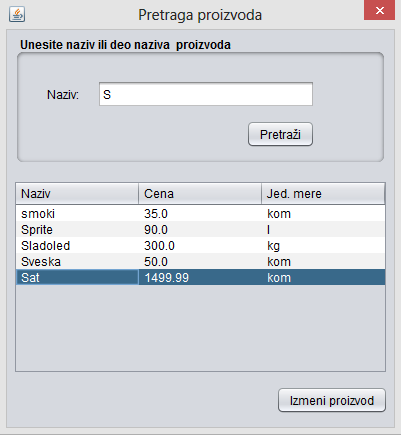 Pretraga proizvoda
Unesite naziv ili deo naziva proizvoda
Naziv: S
Pretraži
Naziv Cena Jed. mere
smoki 35.0 kom
Sprite 90.0 l
Sladoled 300.0 kg
Sveska 50.0 kom
Sat 1499.99 kom
Izmeni proizvod